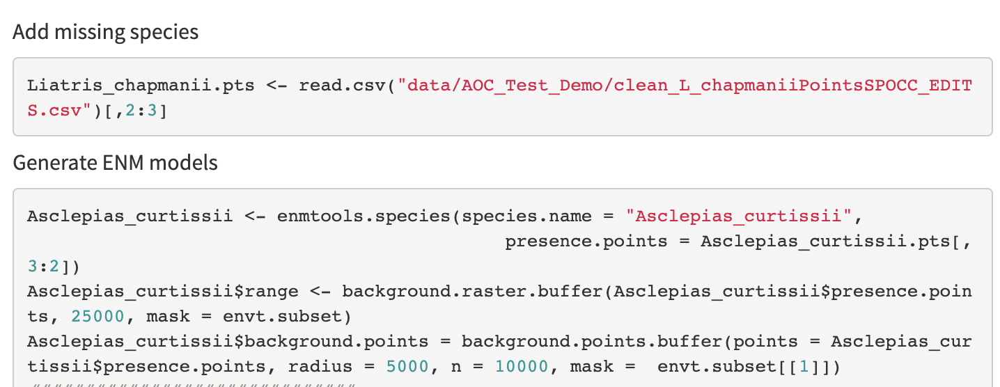 Add missing species
Liatris_chapmanii.pts <- read.csv("data/AOC_Test_Demo/clean_L_chapmaniiPointsSPOCC_EDIT
S.csv")[,2:3]
Generate ENM models
Asclepias_curtissii <- enmtools.species(species.name = "Asclepias_curtissii",
                                            presence.points = Asclepias_curtissii.pts[,
3:2])
Asclepias_curtissii$range <- background.raster.buffer(Asclepias_curtissii$presence.poin
ts, 25000, mask = envt.subset)
Asclepias_curtissii$background.points = background.points.buffer(points = Asclepias_cur
tissii$presence.points, radius = 5000, n = 10000, mask =  envt.subset[[1]])